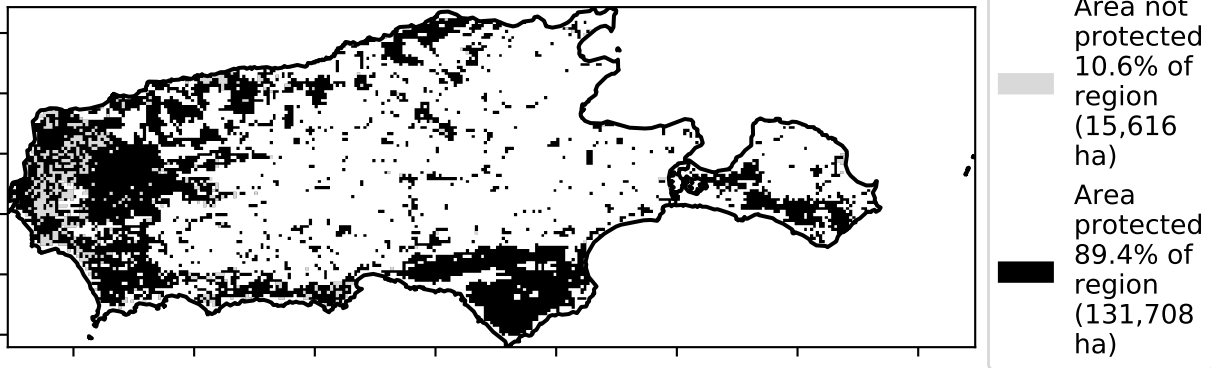 Area not
protected
10.6% of
region
(15,616
ha)
Area
protected
89.4% of
region
(131,708
ha)